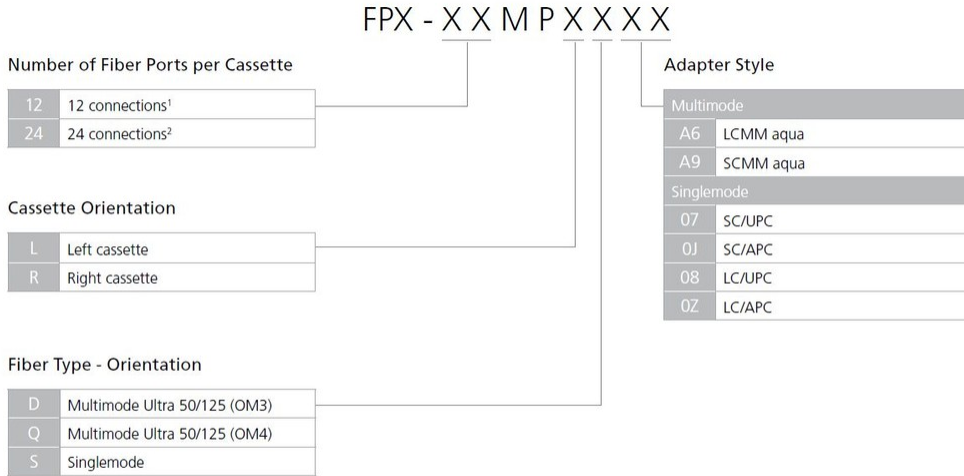 FPX - X X M P X X X X
Number of Fiber Ports per Cassette
12 12 connections¹
24 24 connections²
Cassette Orientation
L Left cassette
R Right cassette
Fiber Type - Orientation
D Multimode Ultra 50/125 (OM3)
Q Multimode Ultra 50/125 (OM4)
S Singlemode
Adapter Style
Multimode
A6 LCMM aqua
A9 SCMM aqua
Singlemode
07 SC/UPC
0J SC/APC
08 LC/UPC
0Z LC/APC